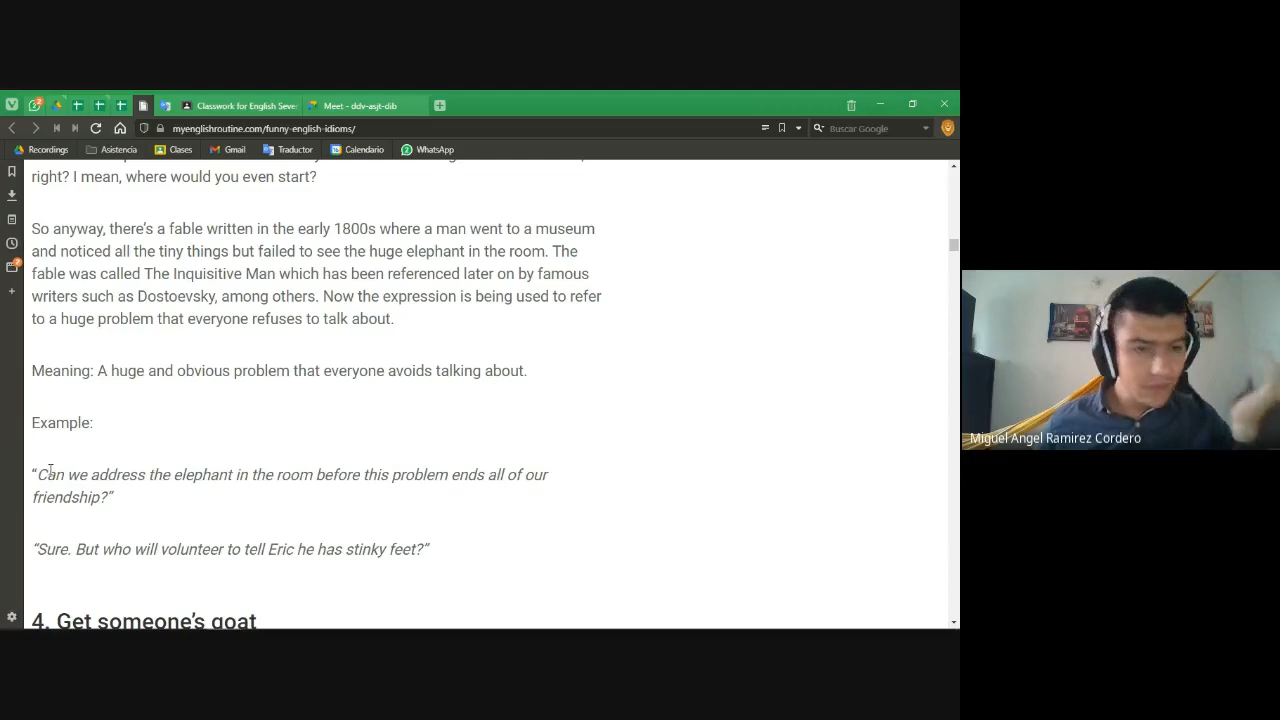 Classwork for English Seve
Meet - ddv-asjt-dib
myenglishroutine.com/funny-english-idioms/
Buscar Google
Recordings
Asistencia
Clases
Gmail
Traductor
Calendario
WhatsApp
right? I mean, where would you even start?
So anyway, there's a fable written in the early 1800s where a man went to a museum
and noticed all the tiny things but failed to see the huge elephant in the room. The
fable was called The Inquisitive Man which has been referenced later on by famous
writers such as Dostoevsky, among others. Now the expression is being used to refer
to a huge problem that everyone refuses to talk about.
Meaning: A huge and obvious problem that everyone avoids talking about.
Example:
“Can we address the elephant in the room before this problem ends all of our
friendship?”
“Sure. But who will volunteer to tell Eric he has stinky feet?”
4. Get someone’s goat
Miguel Angel Ramirez Cordero